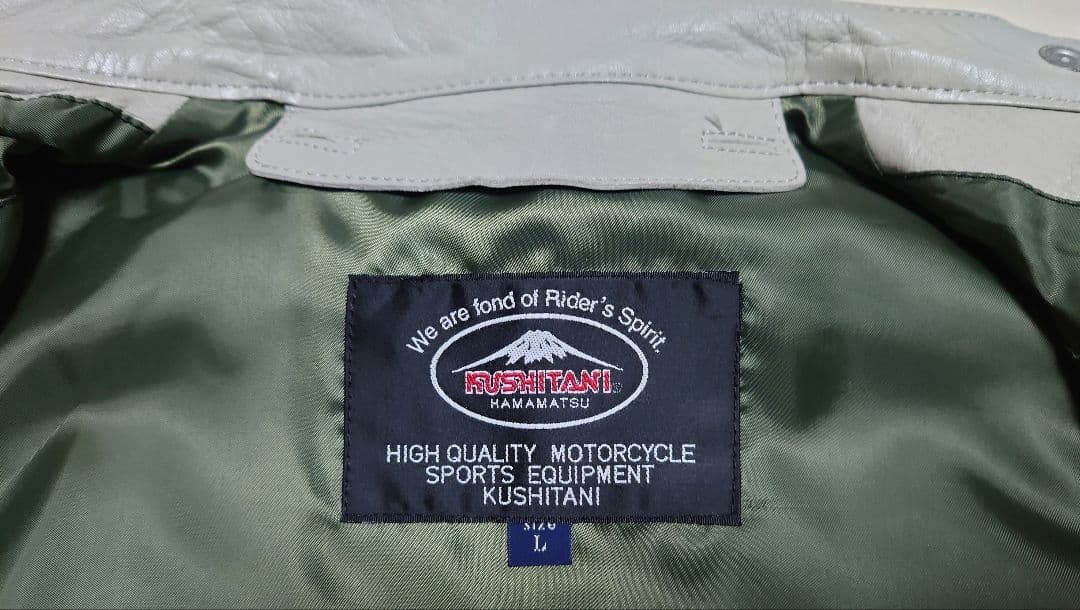 We are fond of Rider's Spirit.
KUSHITANI®
HAMAMATSU
HIGH QUALITY MOTORCYCLE
SPORTS EQUIPMENT
KUSHITANI
SIZE
L